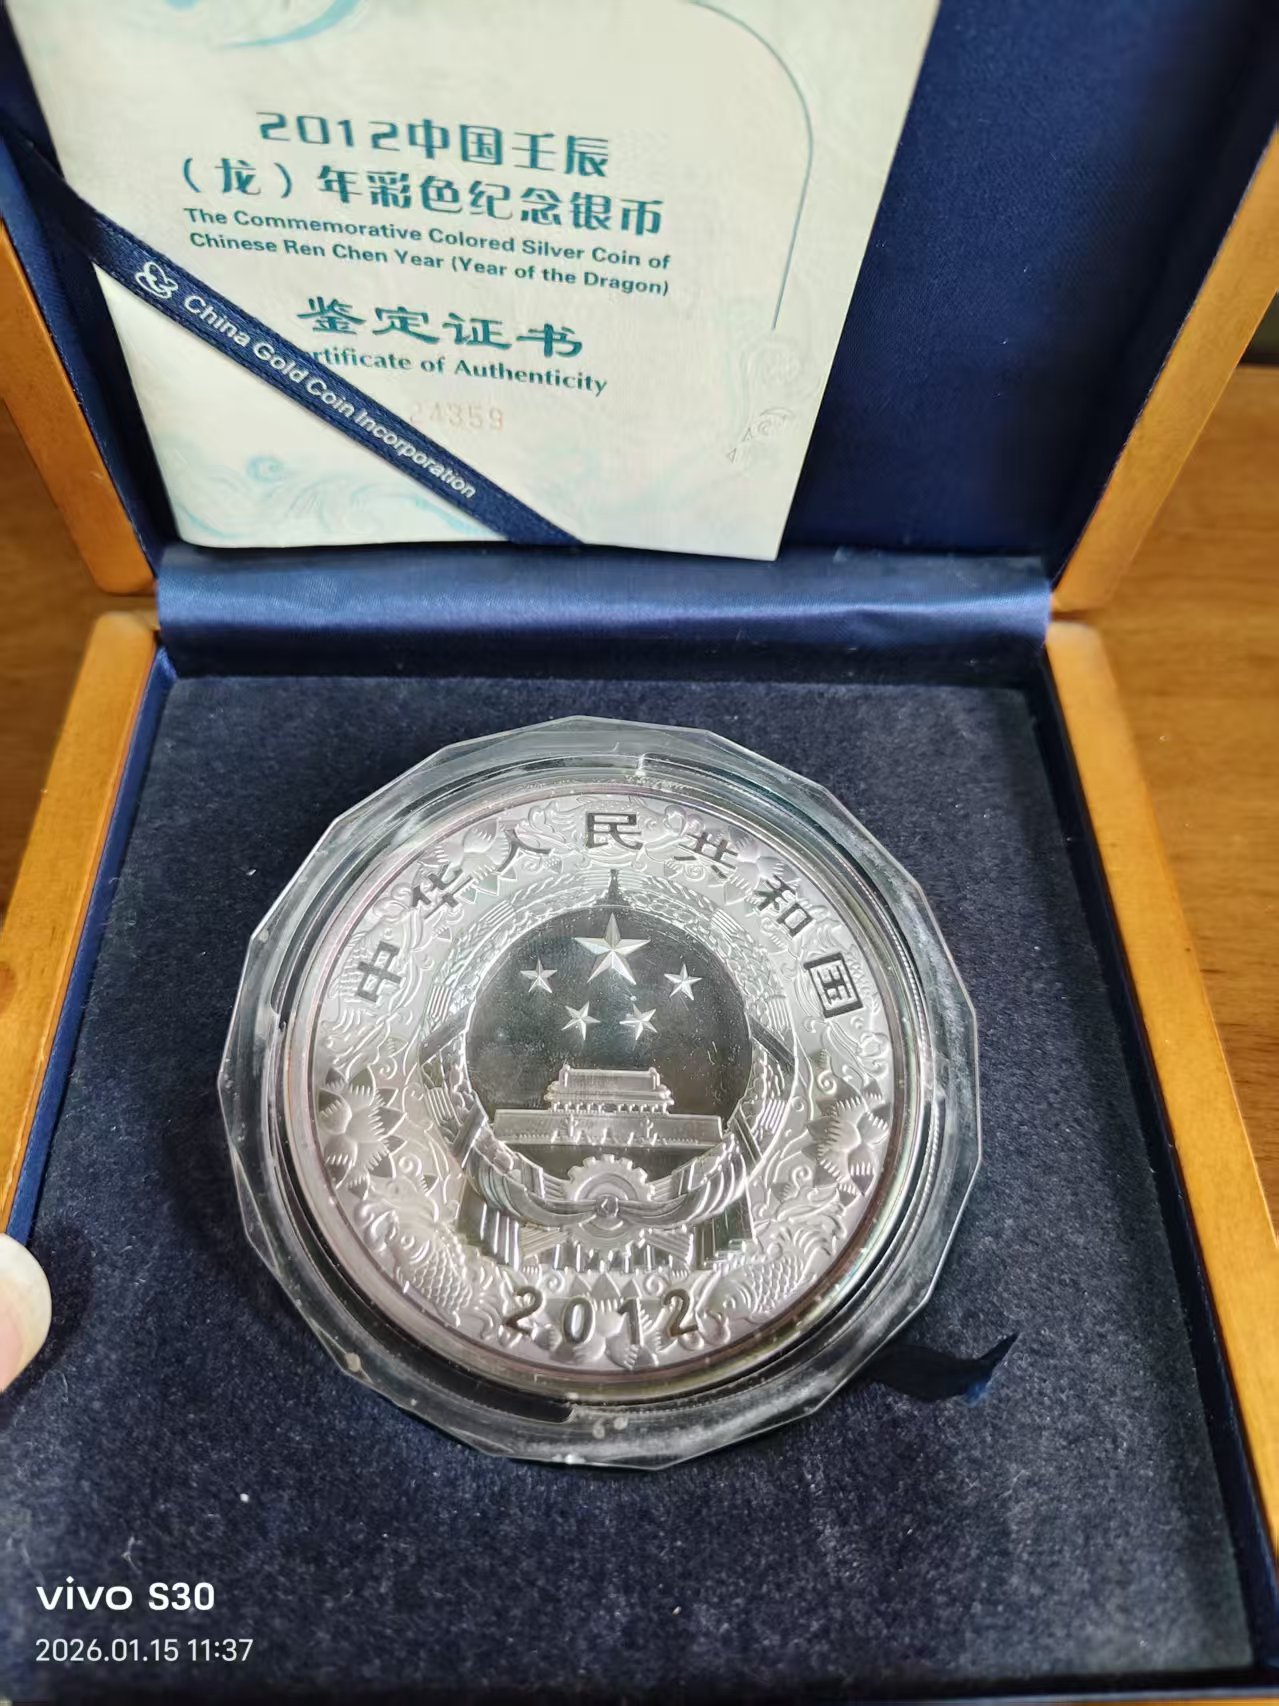 2012中国壬辰
（龙）年彩色纪念银币
The Commemorative Colored Silver Coin of
Chinese Ren Chen Year (Year of the Dragon)
鉴定证书
of Authenticity
4359
China Gold Coin Incorporation
中华人民共和国
2012
vivo S30
2026.01.15 11:37